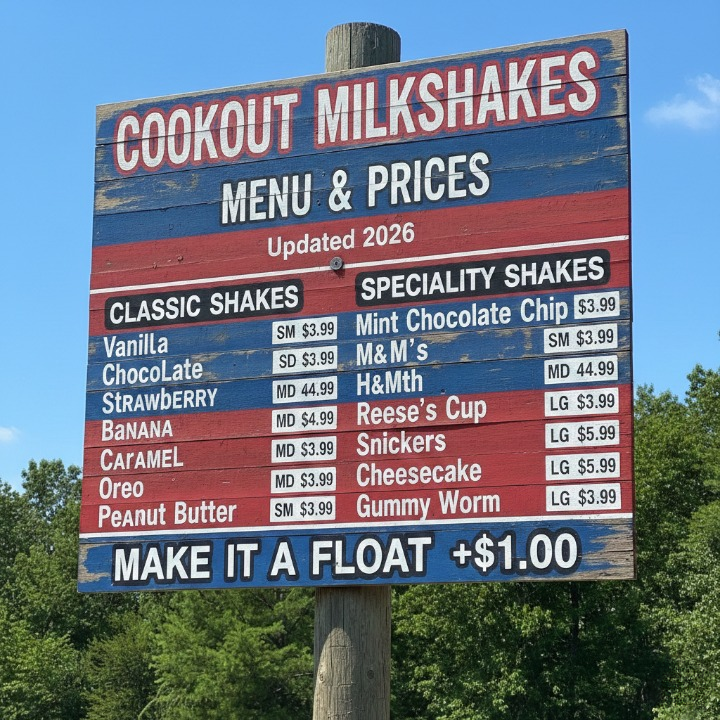 COOKOUT MILKSHAKES
MENU & PRICES
Updated 2026
CLASSIC SHAKES
Vanilla SM $3.99
ChocoLate SD $3.99
STRAWBERRY MD 44.99
BANANA MD $4.99
CARAMEL MD $3.99
Oreo MD $3.99
Peanut Butter SM $3.99
SPECIALITY SHAKES
Mint Chocolate Chip $3.99
M&M's SM $3.99
H&Mth MD 44.99
Reese's Cup LG $3.99
Snickers LG $5.99
Cheesecake LG $5.99
Gummy Worm LG $3.99
MAKE IT A FLOAT +$1.00